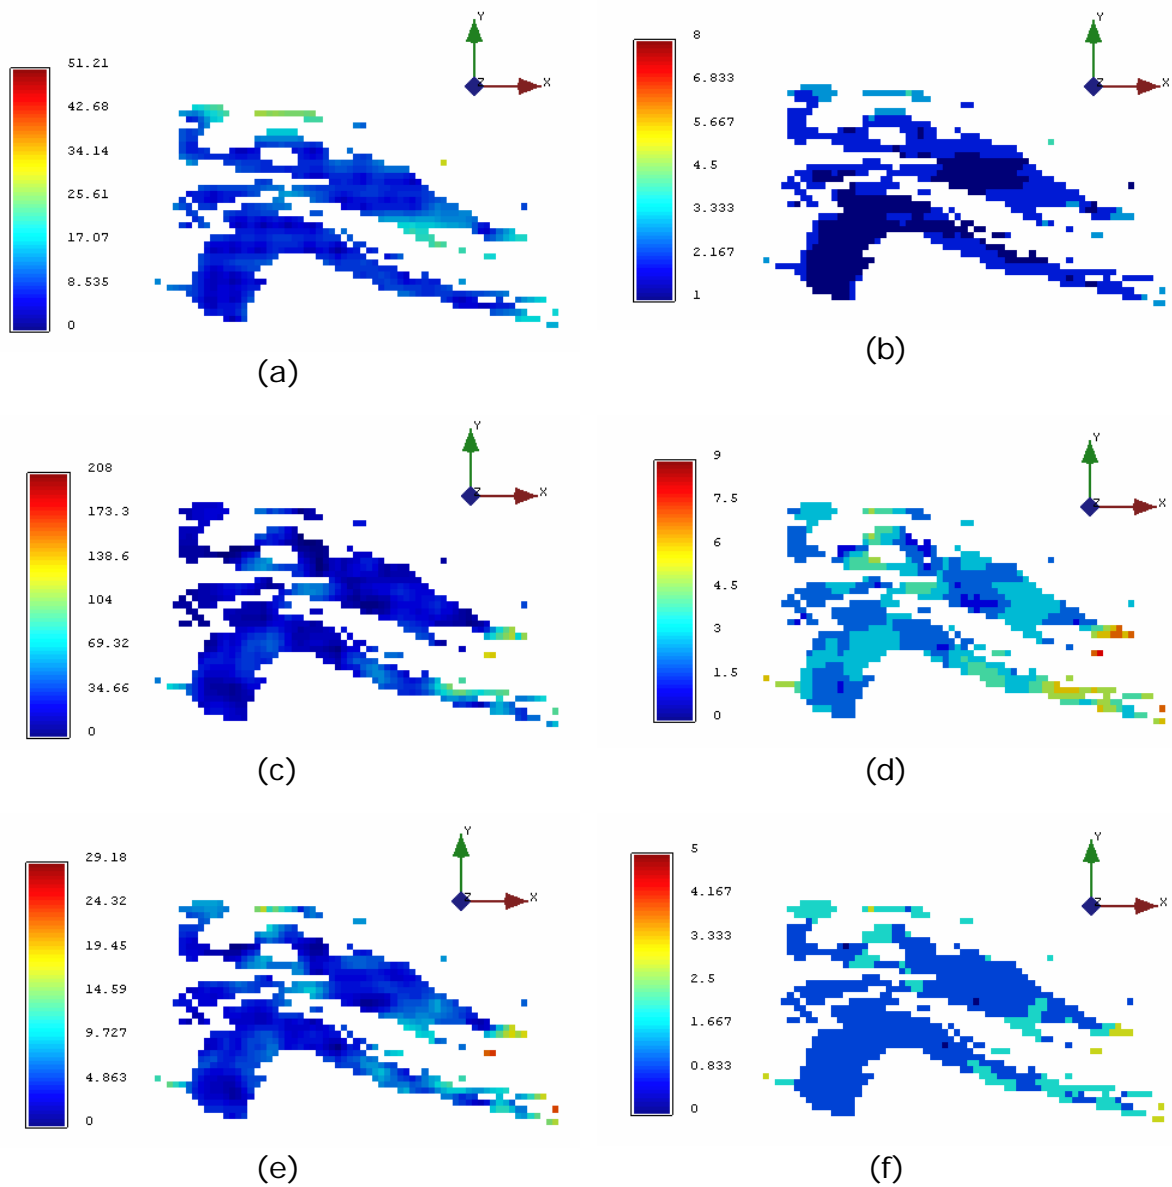 51.21
42.68
34.14
25.61
17.07
8.535
0
Y
X
Z
(a)
8
6.833
5.667
4.5
3.333
2.167
1
Y
X
Z
(b)
208
173.3
138.6
104
69.32
34.66
0
Y
X
Z
(c)
9
7.5
6
4.5
3
1.5
0
Y
X
Z
(d)
29.18
24.32
19.45
14.59
9.727
4.863
0
Y
X
Z
(e)
5
4.167
3.333
2.5
1.667
0.833
0
Y
X
Z
(f)